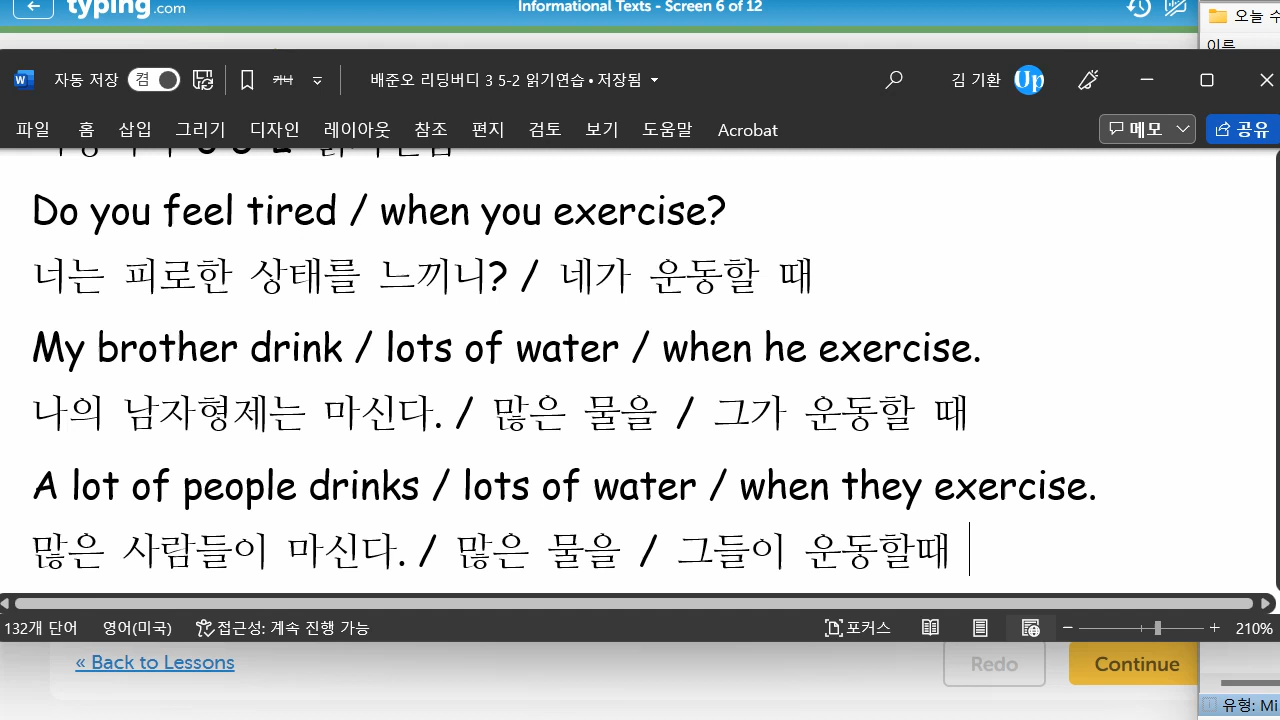 typing.com
Informational Texts - Screen 6 of 12
오늘 수
이름
자동 저장 켬 가나 배준오 리딩버디 3 5-2 읽기연습 • 저장됨 김 기환 Up
파일 홈 삽입 그리기 디자인 레이아웃 참조 편지 검토 보기 도움말 Acrobat 메모 공유
Do you feel tired / when you exercise?
너는 피로한 상태를 느끼니? / 네가 운동할 때
My brother drink / lots of water / when he exercise.
나의 남자형제는 마신다. / 많은 물을 / 그가 운동할 때
A lot of people drinks / lots of water / when they exercise.
많은 사람들이 마신다. / 많은 물을 / 그들이 운동할때
132개 단어 영어(미국) 접근성: 계속 진행 가능 포커스 210%
« Back to Lessons Redo Continue
유형: Mi